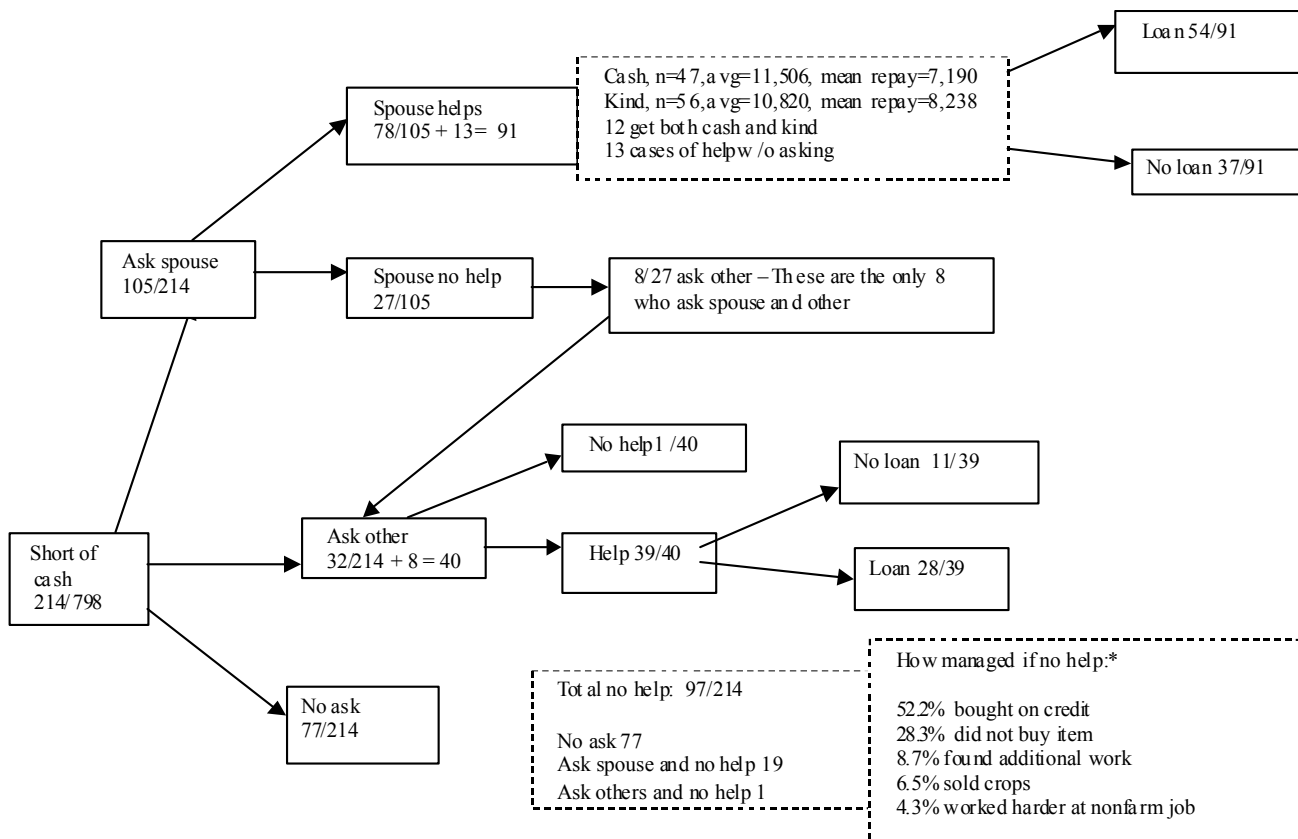 Loan 54/91
Cash, n=47, avg=11,506, mean repay=7,190
Kind, n=56, avg=10,820, mean repay=8,238
12 get both cash and kind
13 cases of help w/o asking
Spouse helps
78/105 + 13 = 91
No loan 37/91
Ask spouse
105/214
Spouse no help
27/105
8/27 ask other – These are the only 8
who ask spouse and other
No help 1/40
No loan 11/39
Short of
cash
214/798
Ask other
32/214 + 8 = 40
Help 39/40
Loan 28/39
No ask
77/214
Total no help: 97/214
No ask 77
Ask spouse and no help 19
Ask others and no help 1
How managed if no help:*
52.2% bought on credit
28.3% did not buy item
8.7% found additional work
6.5% sold crops
4.3% worked harder at nonfarm job